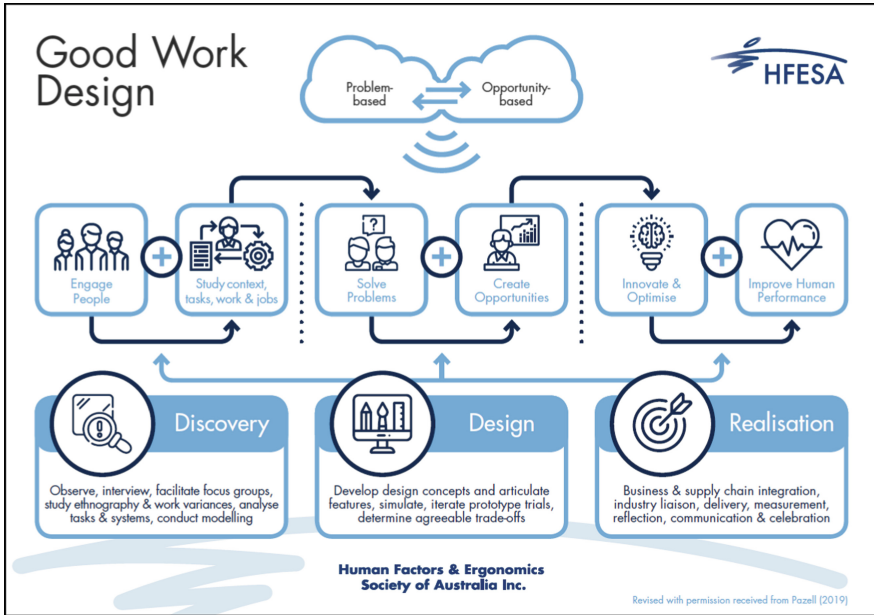 Good Work
Design
Problem-
based
Opportunity-
based
HFESA
Engage
People
Study context,
tasks, work & jobs
?
Solve
Problems
Create
Opportunities
Innovate &
Optimise
Improve Human
Performance
Discovery
Observe, interview, facilitate focus groups,
study ethnography & work variances, analyse
tasks & systems, conduct modelling
Design
Develop design concepts and articulate
features, simulate, iterate prototype trials,
determine agreeable trade-offs
Realisation
Business & supply chain integration,
industry liaison, delivery, measurement,
reflection, communication & celebration
Human Factors & Ergonomics
Society of Australia Inc.
Revised with permission received from Pazell (2019)